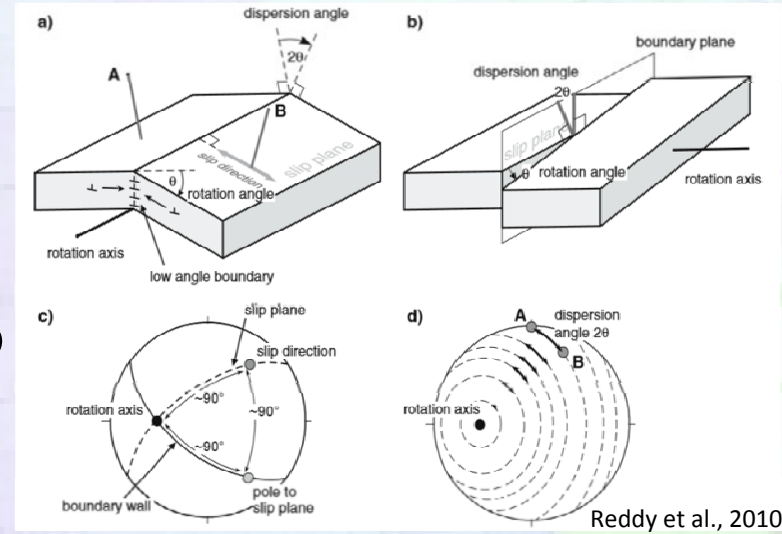 a)
dispersion angle
2θ
A
B
slip direction
slip plane
θ
rotation angle
rotation axis
low angle boundary
b)
boundary plane
dispersion angle
2θ
slip plane
θ
rotation angle
rotation axis
c)
slip plane
slip direction
rotation axis
~90°
~90°
~90°
boundary wall
pole to
slip plane
d)
A
dispersion
angle 2θ
B
rotation axis
Reddy et al., 2010
)